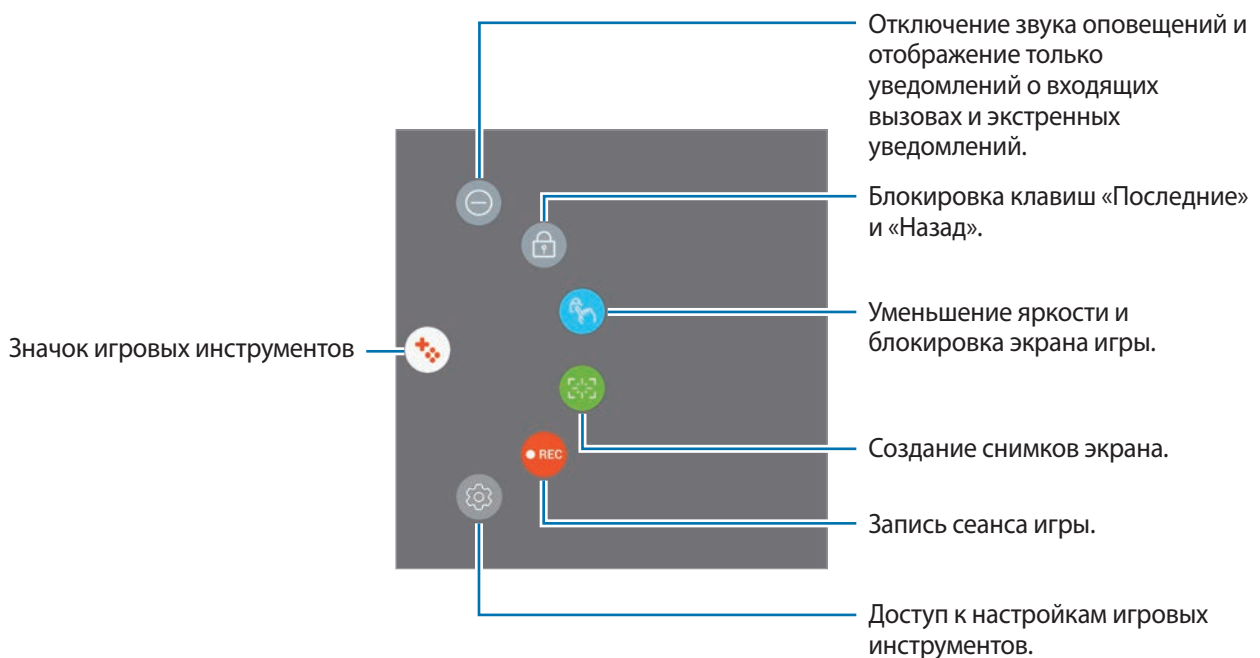 Отключение звука оповещений и
отображение только
уведомлений о входящих
вызовах и экстренных
уведомлений.
Блокировка клавиш «Последние»
и «Назад».
Уменьшение яркости и
блокировка экрана игры.
Значок игровых инструментов
Создание снимков экрана.
REC
Запись сеанса игры.
Доступ к настройкам игровых
инструментов.